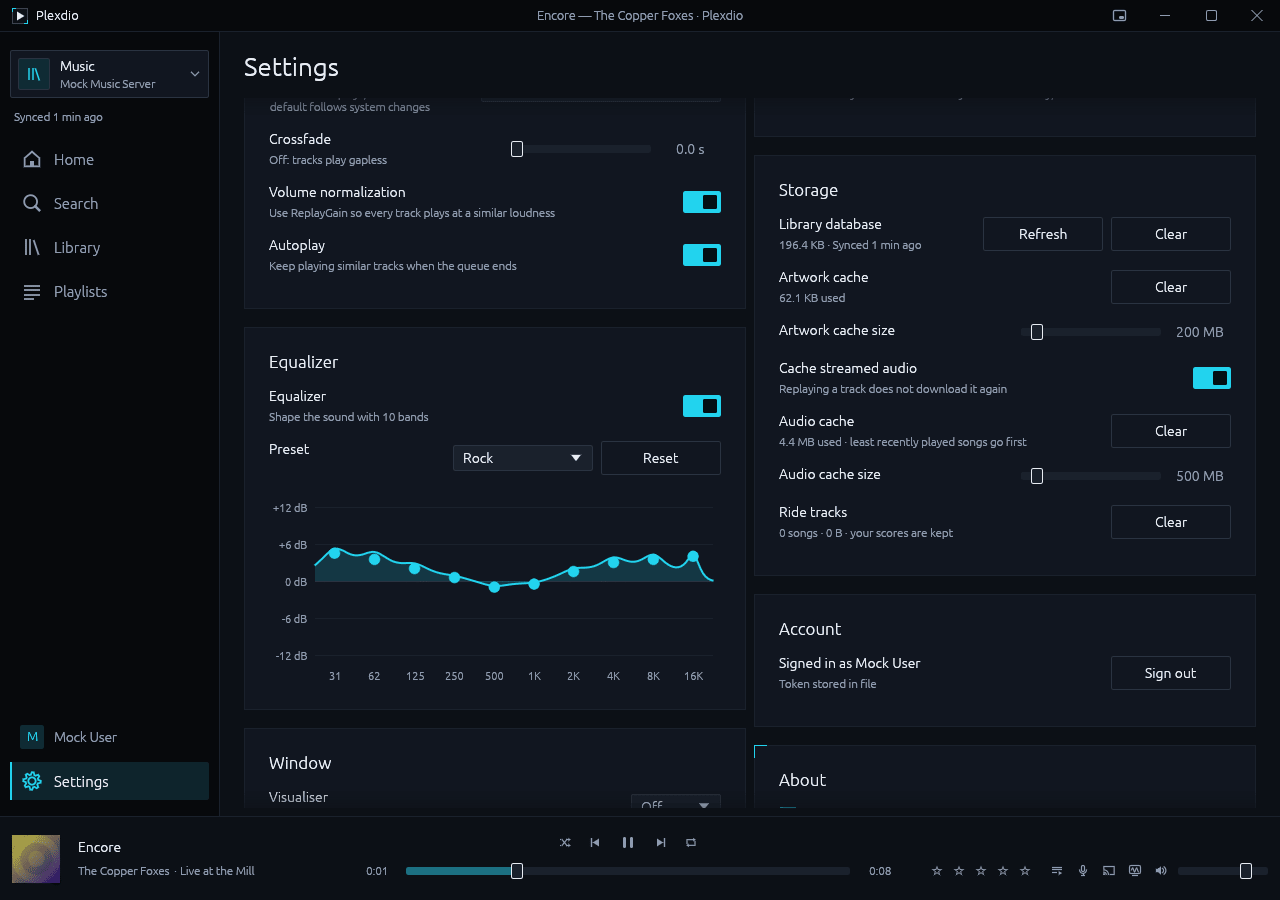 Plexdio
Encore — The Copper Foxes · Plexdio
Music
Mock Music Server
Synced 1 min ago
Home
Search
Library
Playlists
Mock User
M
Settings
Settings
default follows system changes
Crossfade
Off: tracks play gapless
0.0 s
Volume normalization
Use ReplayGain so every track plays at a similar loudness
Autoplay
Keep playing similar tracks when the queue ends
Equalizer
Equalizer
Shape the sound with 10 bands
Preset
Rock
Reset
+12 dB
+6 dB
0 dB
-6 dB
-12 dB
31 62 125 250 500 1K 2K 4K 8K 16K
Window
Visualiser
Off
Storage
Library database
196.4 KB · Synced 1 min ago
Refresh
Clear
Artwork cache
62.1 KB used
Clear
Artwork cache size
200 MB
Cache streamed audio
Replaying a track does not download it again
Audio cache
4.4 MB used · least recently played songs go first
Clear
Audio cache size
500 MB
Ride tracks
0 songs · 0 B · your scores are kept
Clear
Account
Signed in as Mock User
Token stored in file
Sign out
About
Encore
The Copper Foxes · Live at the Mill
0:01
0:08